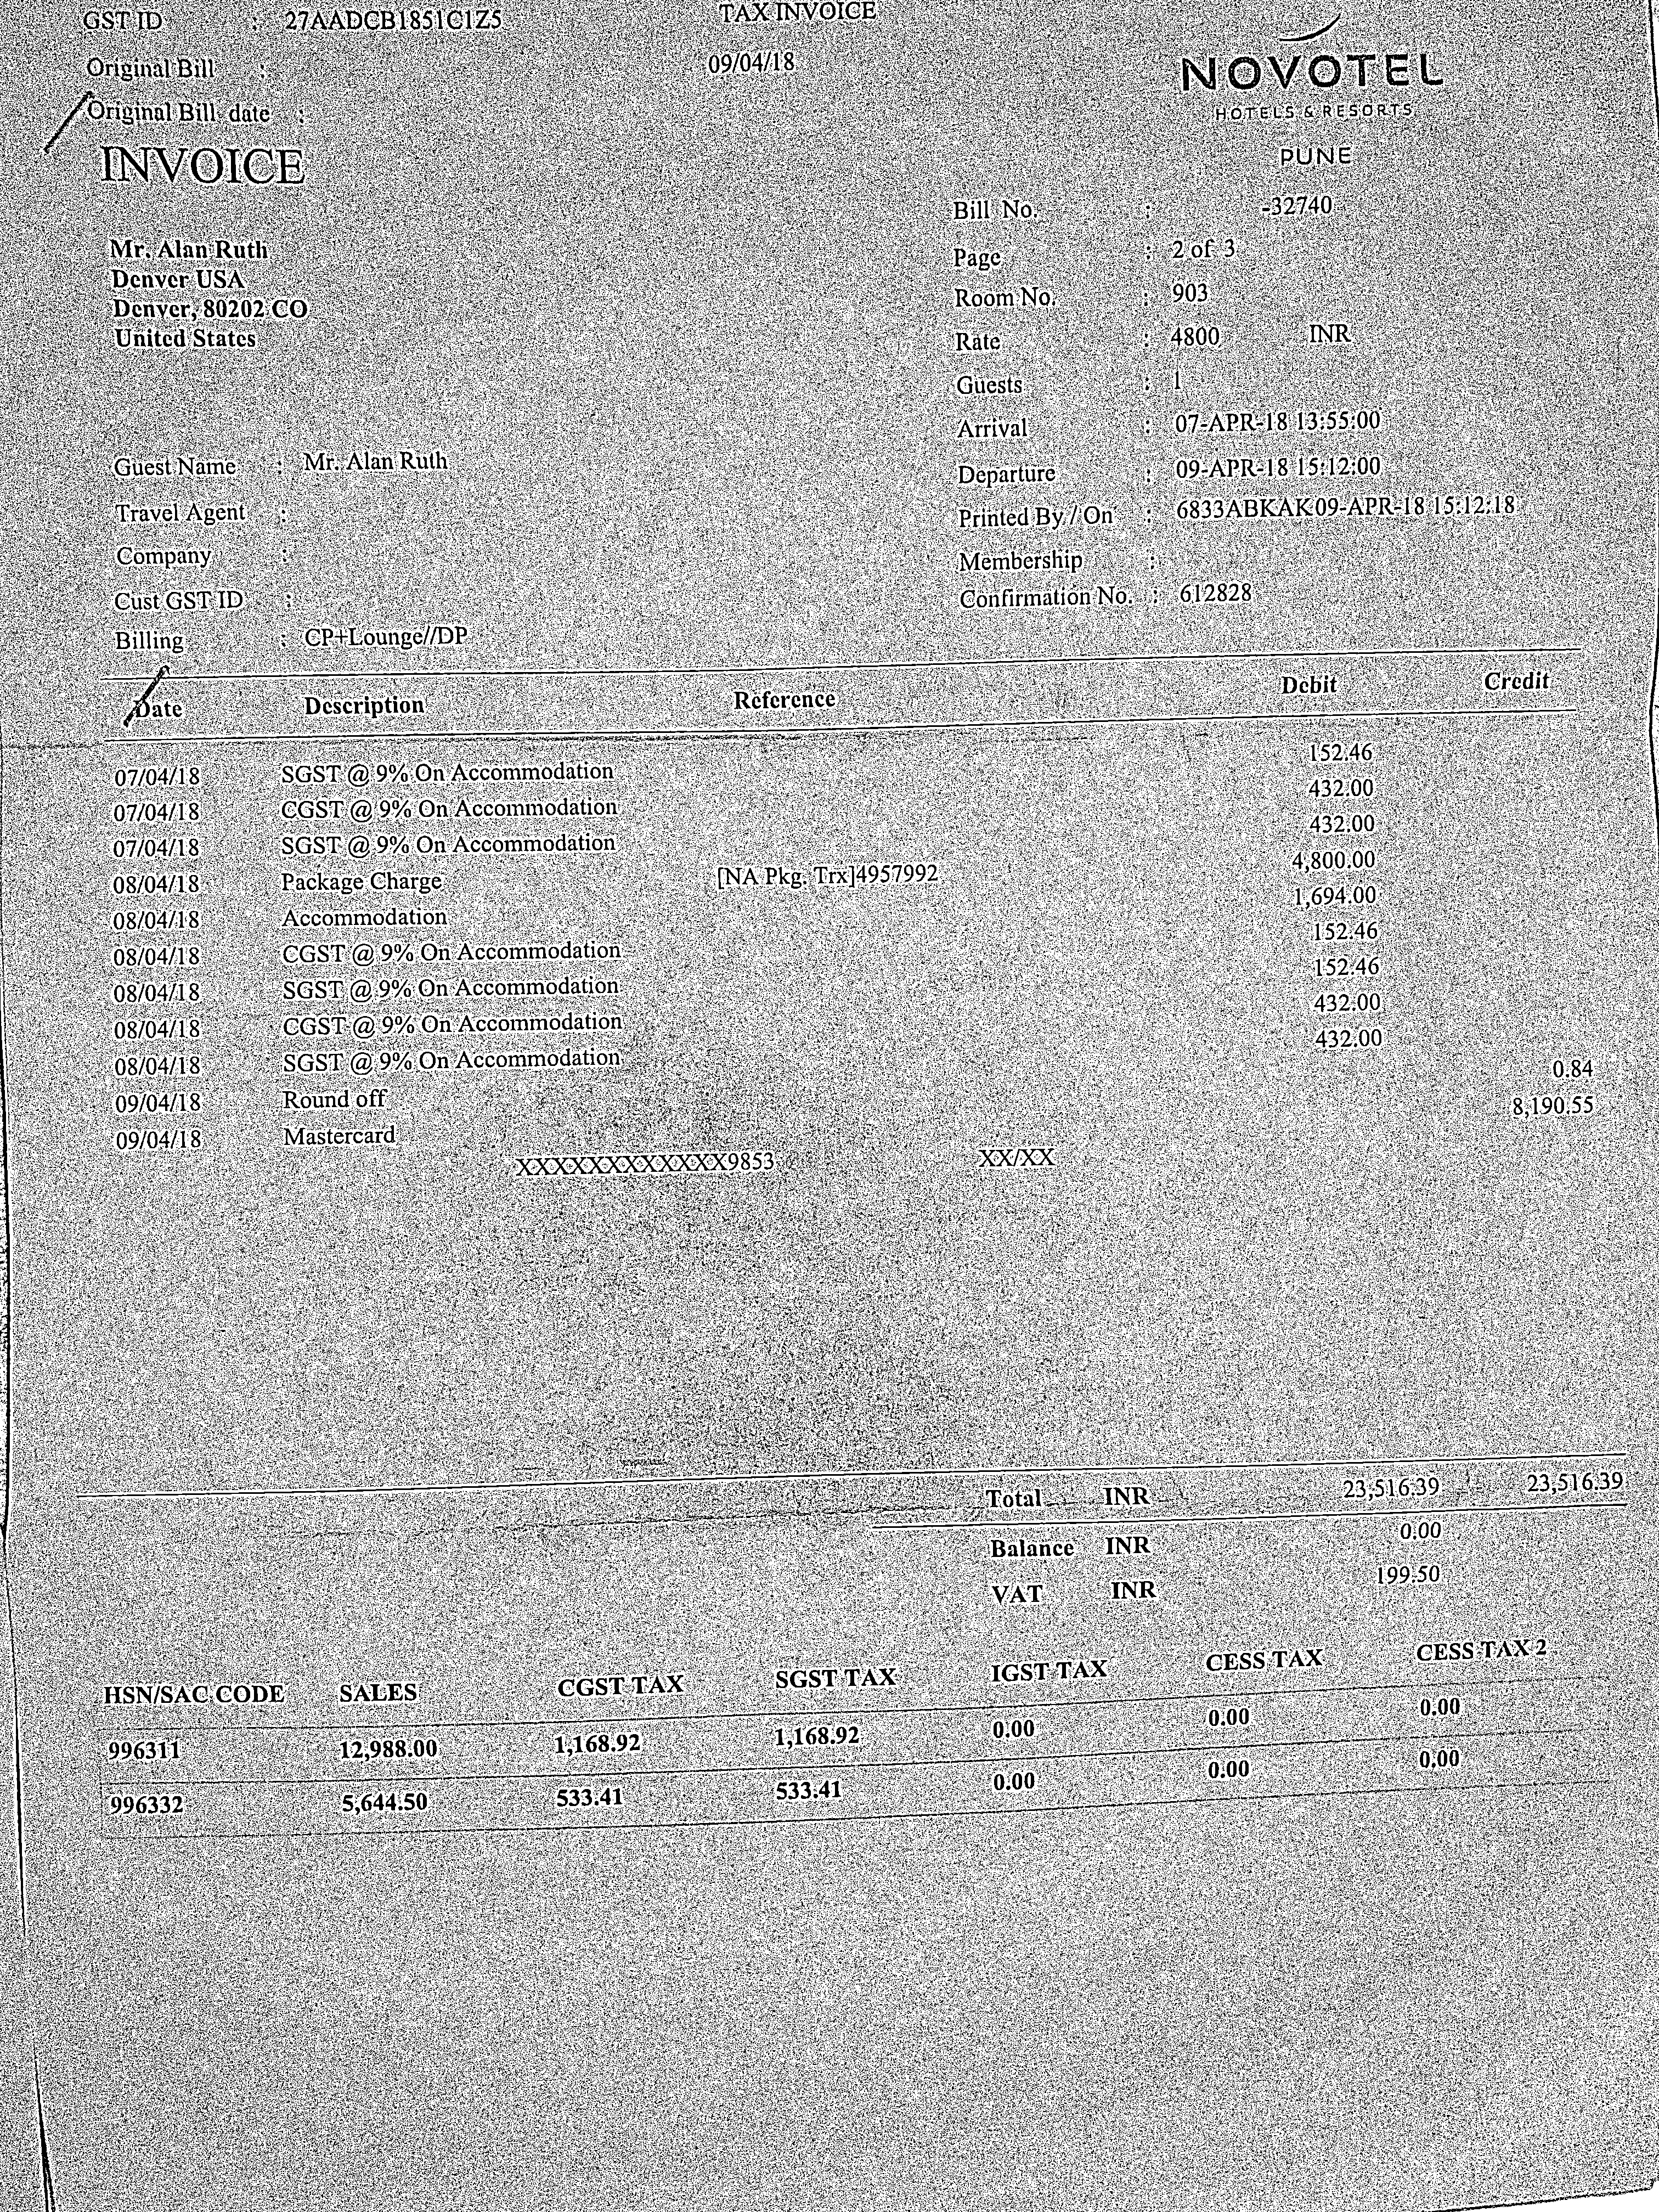 GST ID : 27AADCB1851C1Z5 TAX INVOICE
Original Bill : 09/04/18
Original Bill date :
NOVOTEL
HOTELS & RESORTS
PUNE
INVOICE
Bill No. : -32740
Mr. Alan Ruth
Denver USA
Denver, 80202 CO
United States
Page : 2 of 3
Room No. : 903
Rate : 4800 INR
Guests : 1
Arrival : 07-APR-18 13:55:00
Guest Name : Mr. Alan Ruth
Departure : 09-APR-18 15:12:00
Travel Agent :
Printed By / On : 6833ABKAK09-APR-18 15:12:18
Company :
Membership :
Cust GST ID :
Confirmation No. : 612828
Billing : CP+Lounge//DP
Date Description Reference Debit Credit
07/04/18 SGST @ 9% On Accommodation 152.46
07/04/18 CGST @ 9% On Accommodation 432.00
07/04/18 SGST @ 9% On Accommodation 432.00
08/04/18 Package Charge [NA Pkg. Trx]4957992 4,800.00
08/04/18 Accommodation 1,694.00
08/04/18 CGST @ 9% On Accommodation 152.46
08/04/18 SGST @ 9% On Accommodation 152.46
08/04/18 CGST @ 9% On Accommodation 432.00
08/04/18 SGST @ 9% On Accommodation 432.00
09/04/18 Round off 0.84
09/04/18 Mastercard 8,190.55
XXXXXXXXXXXX9853 XX/XX
Total INR 23,516.39 23,516.39
Balance INR 0.00
VAT INR 199.50
HSN/SAC CODE SALES CGST TAX SGST TAX IGST TAX CESS TAX CESS TAX 2
996311 12,988.00 1,168.92 1,168.92 0.00 0.00 0.00
996332 5,644.50 533.41 533.41 0.00 0.00 0.00